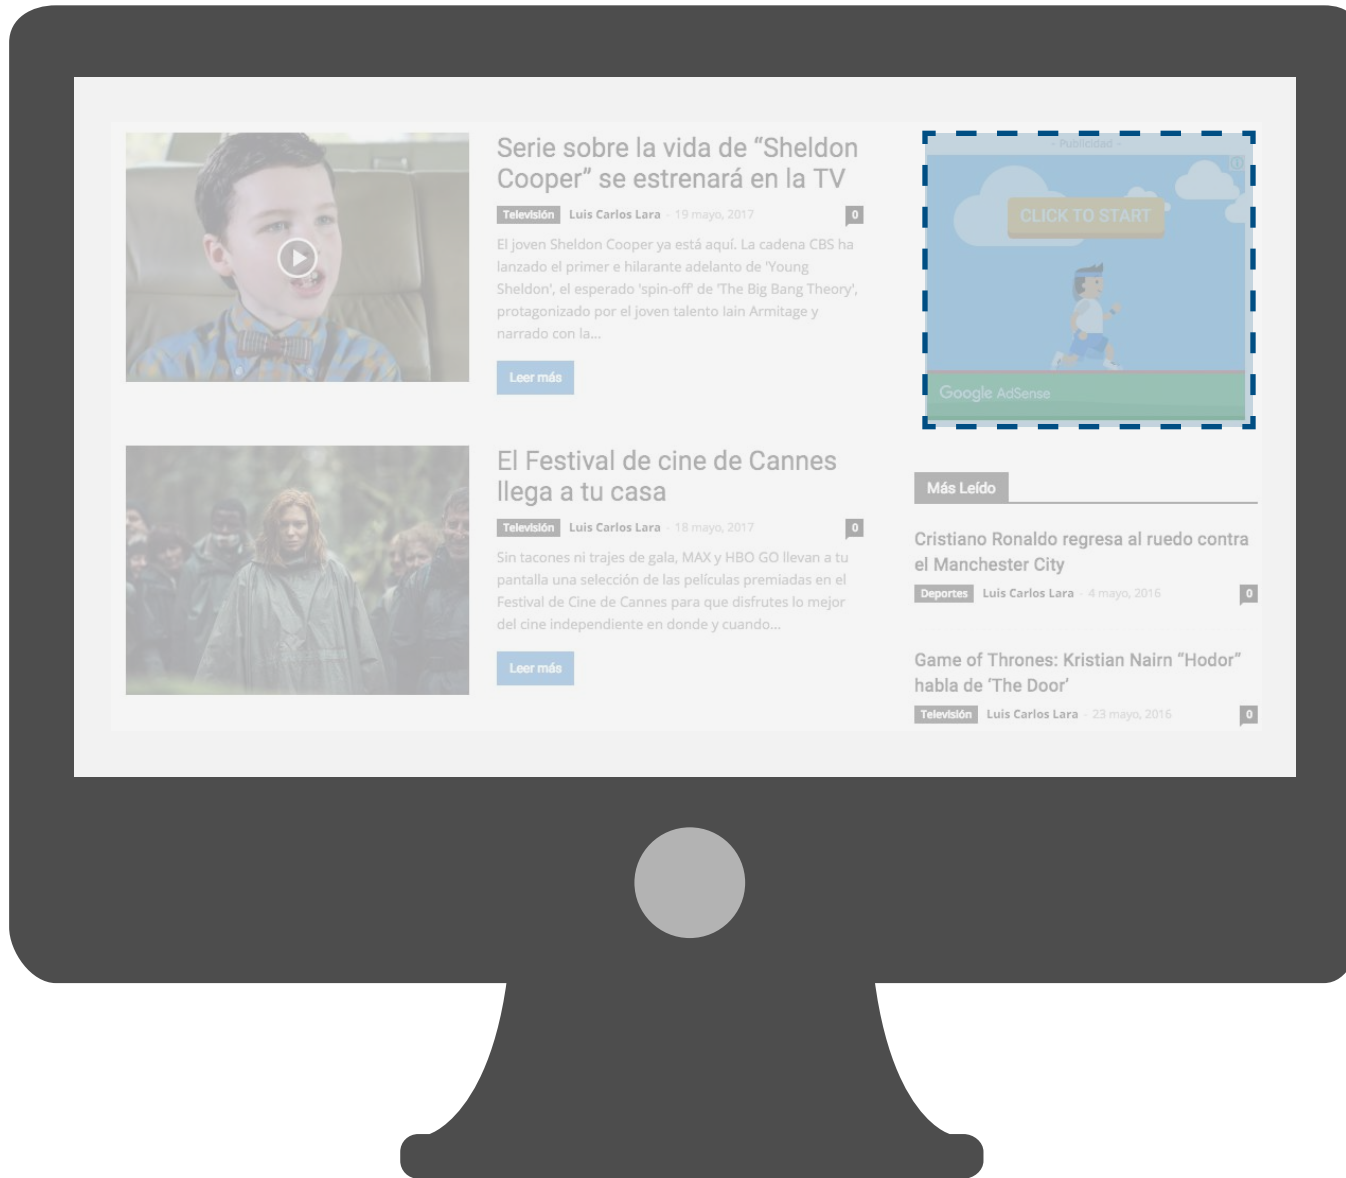 Serie sobre la vida de “Sheldon
Cooper” se estrenará en la TV
Televisión Luis Carlos Lara - 19 mayo, 2017 0
El joven Sheldon Cooper ya está aquí. La cadena CBS ha
lanzado el primer e hilarante adelanto de 'Young
Sheldon', el esperado 'spin-off' de 'The Big Bang Theory',
protagonizado por el joven talento Iain Armitage y
narrado con la...
Leer más
El Festival de cine de Cannes
llega a tu casa
Televisión Luis Carlos Lara - 18 mayo, 2017 0
Sin tacones ni trajes de gala, MAX y HBO GO llevan a tu
pantalla una selección de las películas premiadas en el
Festival de Cine de Cannes para que disfrutes lo mejor
del cine independiente en donde y cuando...
Leer más
- Publicidad -
CLICK TO START
Google AdSense
Más Leído
Cristiano Ronaldo regresa al ruedo contra
el Manchester City
Deportes Luis Carlos Lara - 4 mayo, 2016 0
Game of Thrones: Kristian Nairn “Hodor”
habla de ‘The Door’
Televisión Luis Carlos Lara - 23 mayo, 2016 0